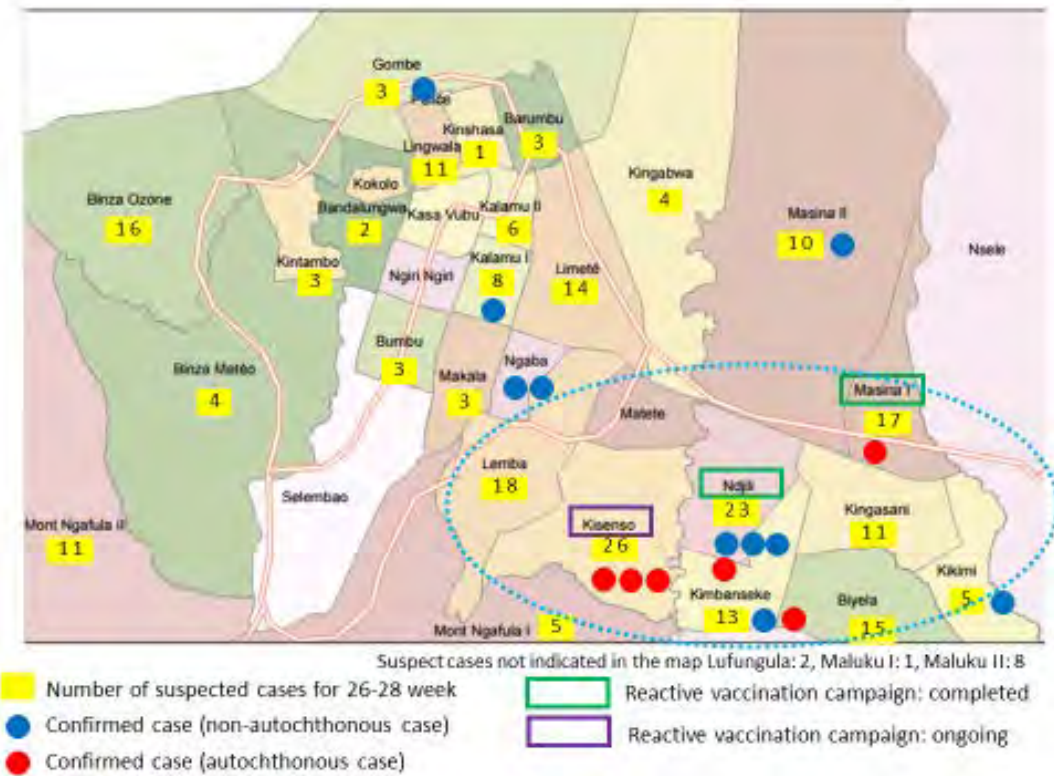 Gombe
3
Police
Barumbu
3
Kinshasa
1
Lingwala
11
Kokolo
Bandalungwa
2
Kasa Vubu
Kalamu II
6
Kingabwa
4
Binza Ozone
16
Masina II
10
Nsele
Kintambo
3
Ngiri Ngiri
Kalamu I
8
Limeté
14
Bumbu
3
Binza Météo
4
Makala
3
Ngaba
Matete
Masina I
17
Lemba
18
Selembao
Ndjili
23
Kingasani
11
Mont Ngafula II
11
Kisenso
26
Kikimi
5
Kimbanseke
13
Biyela
15
Mont Ngafula I
5
Suspect cases not indicated in the map Lufungula: 2, Maluku I: 1, Maluku II: 8
Number of suspected cases for 26-28 week
Confirmed case (non-autochthonous case)
Confirmed case (autochthonous case)
Reactive vaccination campaign: completed
Reactive vaccination campaign: ongoing